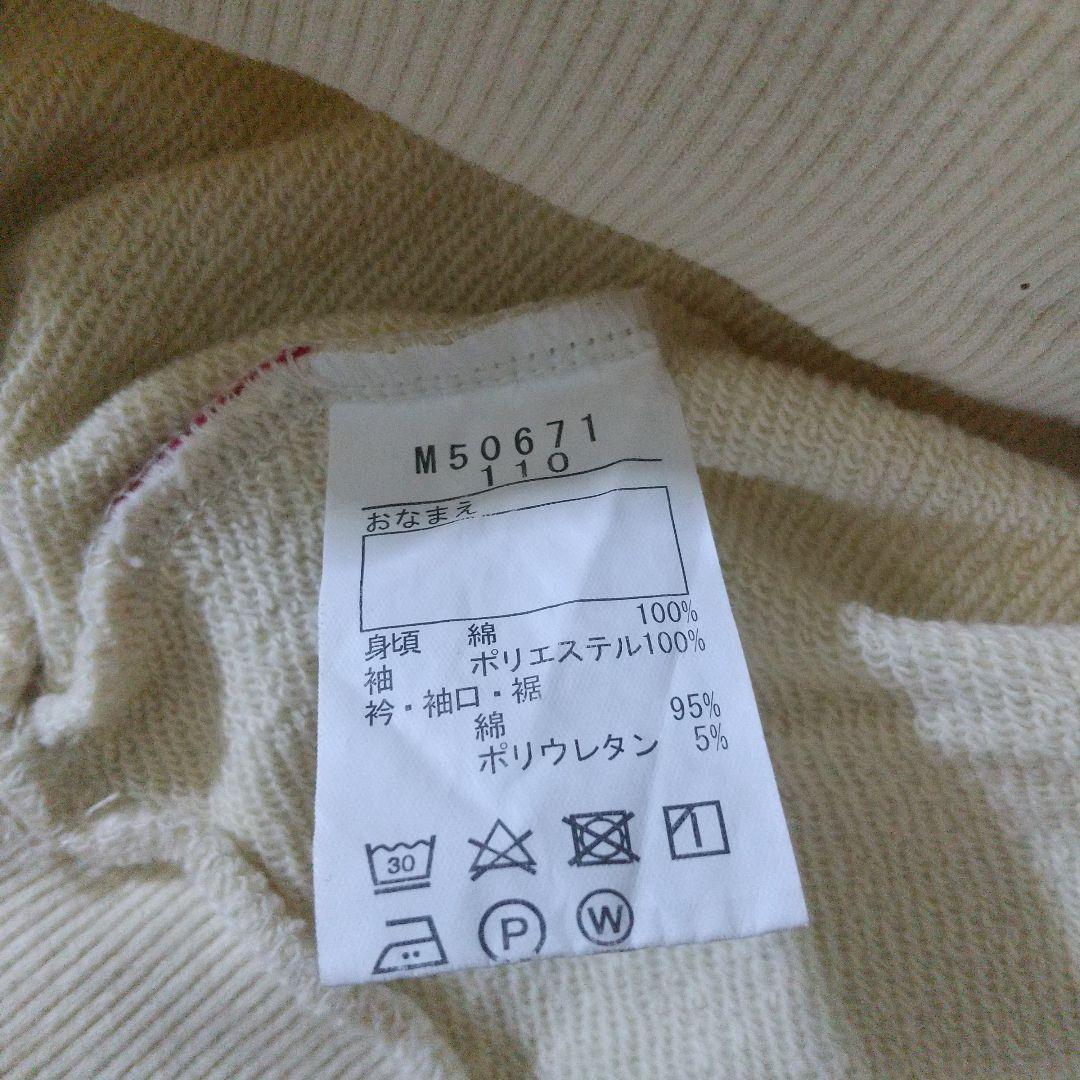 M50671
110
おなまえ
身頃 綿 100%
袖 ポリエステル100%
衿・袖口・裾
綿 95%
ポリウレタン 5%
30
P
W